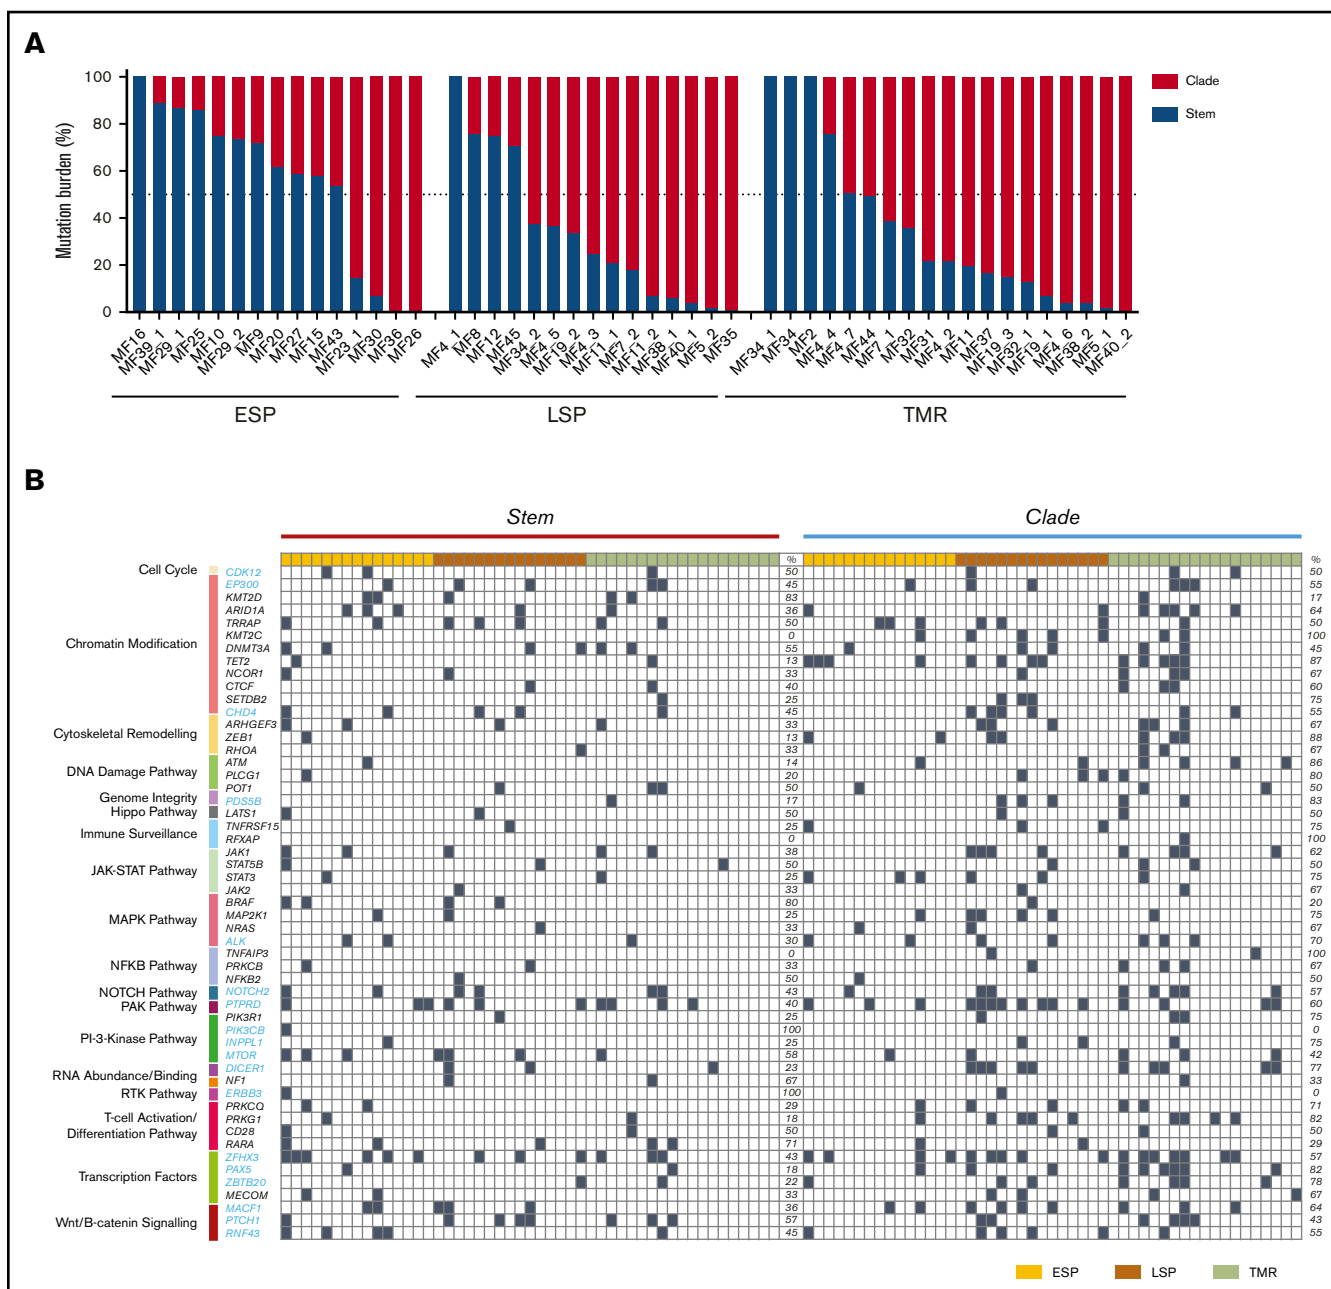 A
Mutation burden (%)
100
80
60
40
20
0
Clade
Stem
MF16
MF39_1
MF29_1
MF25
MF10
MF29_2
MF9
MF20
MF27
MF15
MF43
MF23_1
MF30
MF36
MF26
MF4_1
MF8
MF12
MF45
MF34_2
MF4_5
MF19_2
MF4_3
MF11_1
MF7_2
MF11_2
MF38_1
MF40_1
MF5_2
MF35
MF34_1
MF34
MF2
MF4_4
MF4_7
MF44
MF7_1
MF32
MF31
MF4_2
MF11
MF37
MF19_3
MF32_1
MF19_1
MF4_6
MF38_2
MF5_1
MF40_2
ESP
LSP
TMR
B
Stem
Clade
% %
Cell Cycle
CDK12 50 50
EP300 45 55
KMT2D 83 17
ARID1A 36 64
Chromatin Modification
TRRAP 50 50
KMT2C 0 100
DNMT3A 55 45
TET2 13 87
NCOR1 33 67
CTCF 40 60
SETDB2 25 75
CHD4 45 55
Cytoskeletal Remodelling
ARHGEF3 33 67
ZEB1 13 88
RHOA 33 67
DNA Damage Pathway
ATM 14 86
PLCG1 20 80
POT1 50 50
Genome Integrity
PDS5B 17 83
Hippo Pathway
LATS1 50 50
Immune Surveillance
TNFRSF15 25 75
RFXAP 0 100
JAK-STAT Pathway
JAK1 38 62
STAT5B 50 50
STAT3 25 75
JAK2 33 67
MAPK Pathway
BRAF 80 20
MAP2K1 25 75
NRAS 33 67
ALK 30 70
NFKB Pathway
TNFAIP3 0 100
PRKCB 33 67
NFKB2 50 50
NOTCH Pathway
NOTCH2 43 57
PAK Pathway
PTPRD 40 60
PI-3-Kinase Pathway
PIK3R1 25 75
PIK3CB 100 0
INPPL1 25 75
MTOR 58 42
RNA Abundance/Binding
DICER1 23 77
NF1 67 33
RTK Pathway
ERBB3 100 0
T-cell Activation/
Differentiation Pathway
PRKCQ 29 71
PRKG1 18 82
CD28 50 50
RARA 71 29
Transcription Factors
ZFHX3 43 57
PAX5 18 82
ZBTB20 22 78
MECOM 33 67
Wnt/B-catenin Signalling
MACF1 36 64
PTCH1 57 43
RNF43 45 55
ESP
LSP
TMR